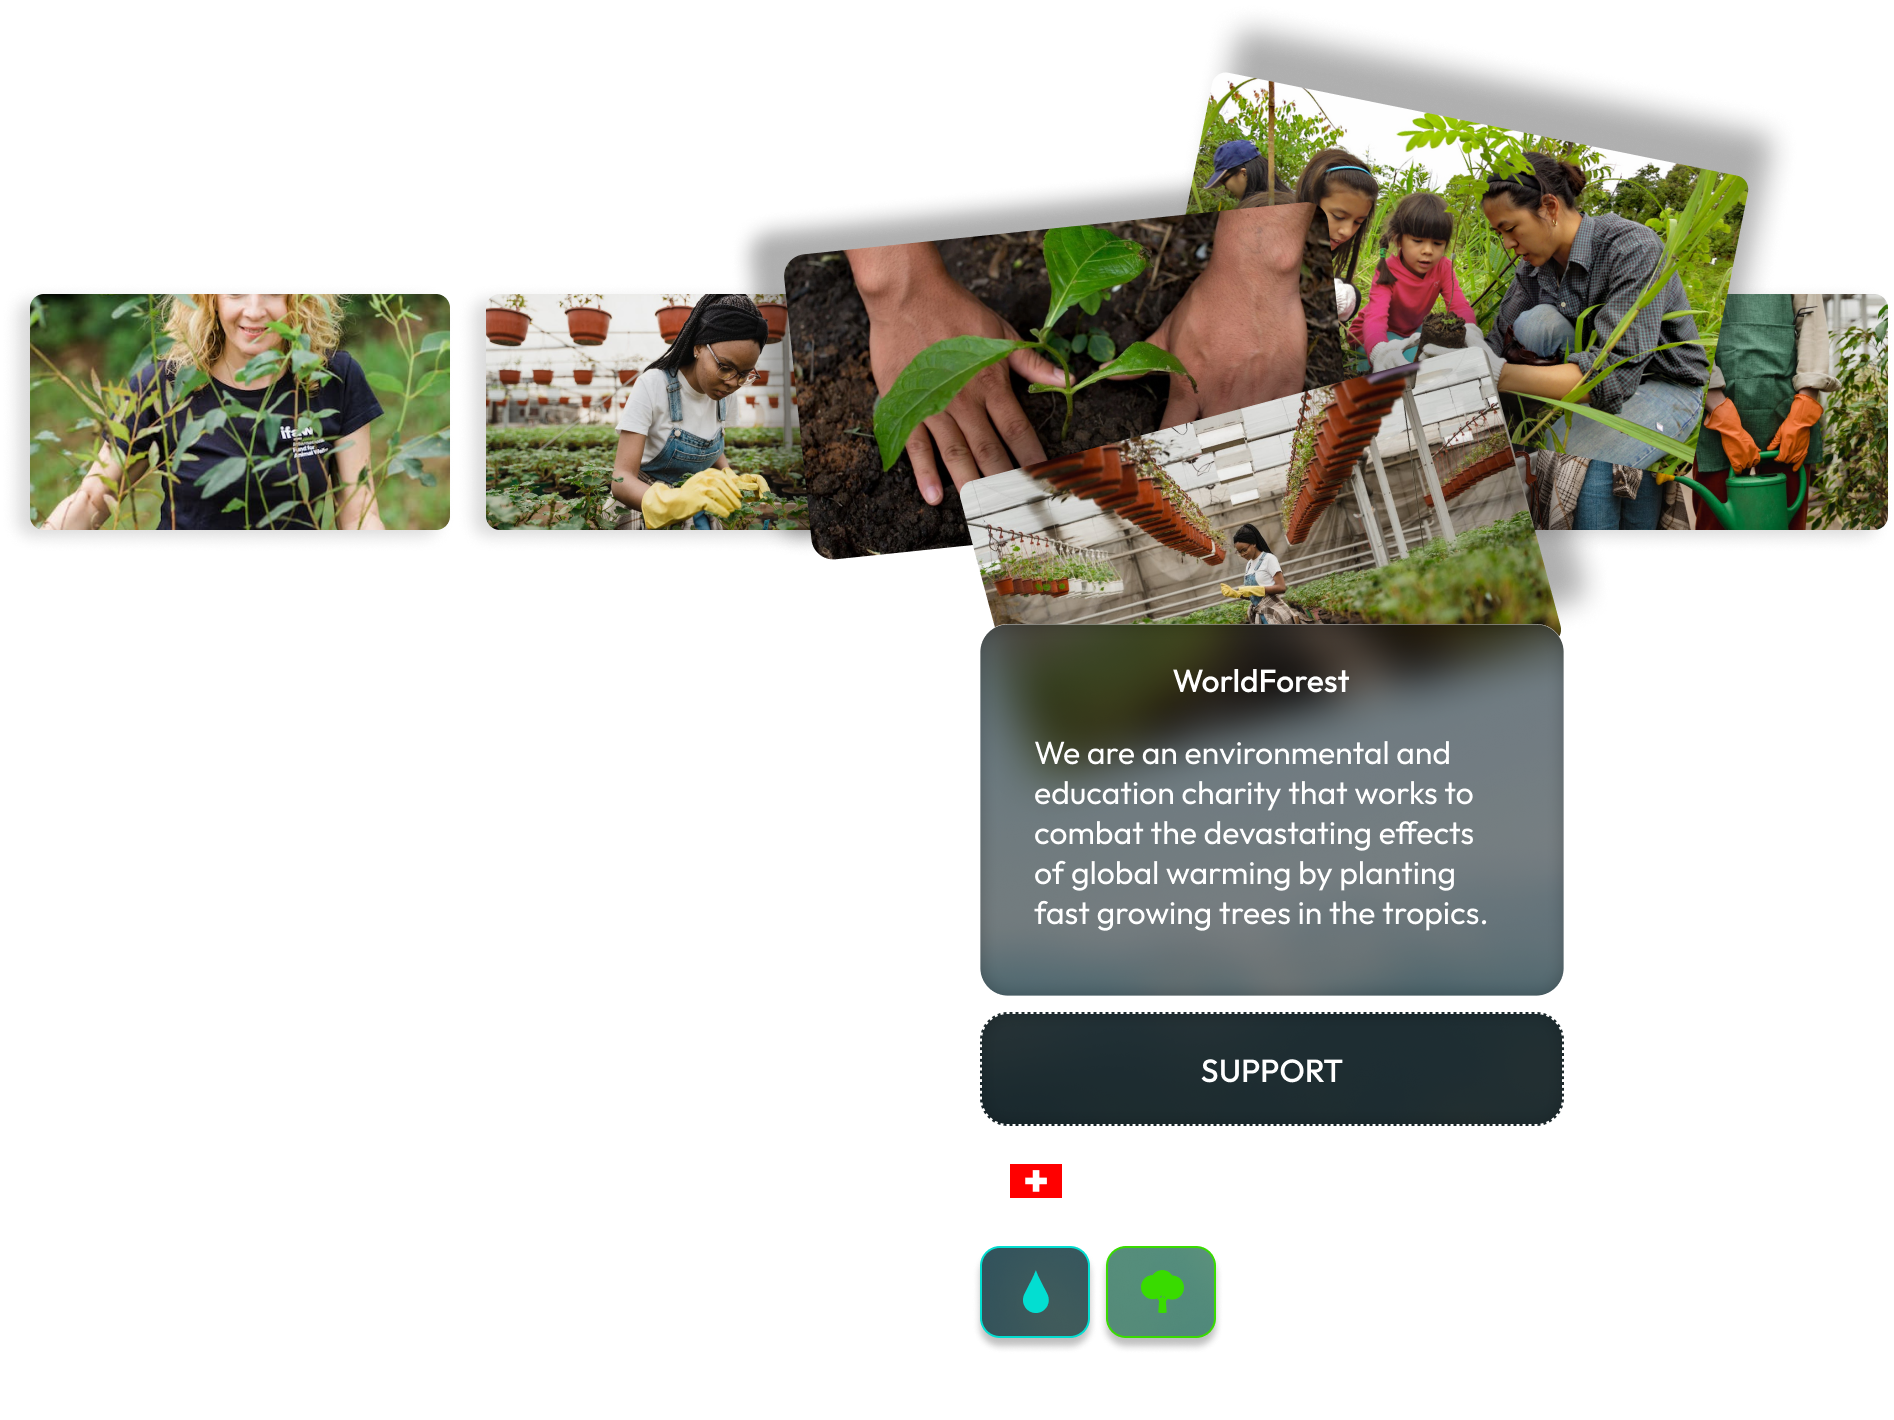 ifaw
WorldForest
We are an environmental and
education charity that works to
combat the devastating effects
of global warming by planting
fast growing trees in the tropics.
SUPPORT